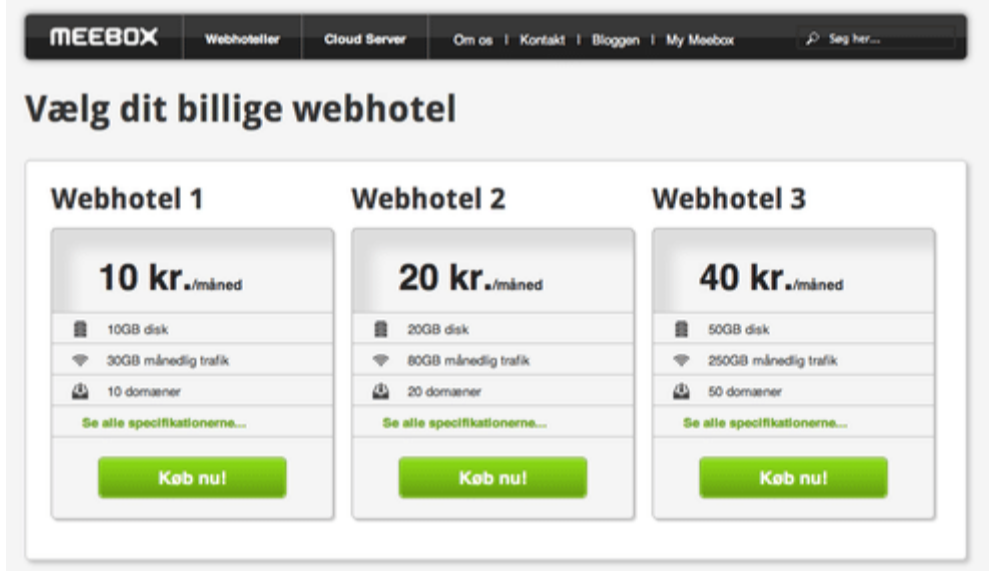 MEEBOX Webhoteller Cloud Server Om os | Kontakt | Bloggen | My Meebox Søg her...
Vælg dit billige webhotel
Webhotel 1
10 kr./måned
10GB disk
30GB månedlig trafik
10 domæner
Se alle specifikationerne...
Køb nu!
Webhotel 2
20 kr./måned
20GB disk
80GB månedlig trafik
20 domæner
Se alle specifikationerne...
Køb nu!
Webhotel 3
40 kr./måned
50GB disk
250GB månedlig trafik
50 domæner
Se alle specifikationerne...
Køb nu!